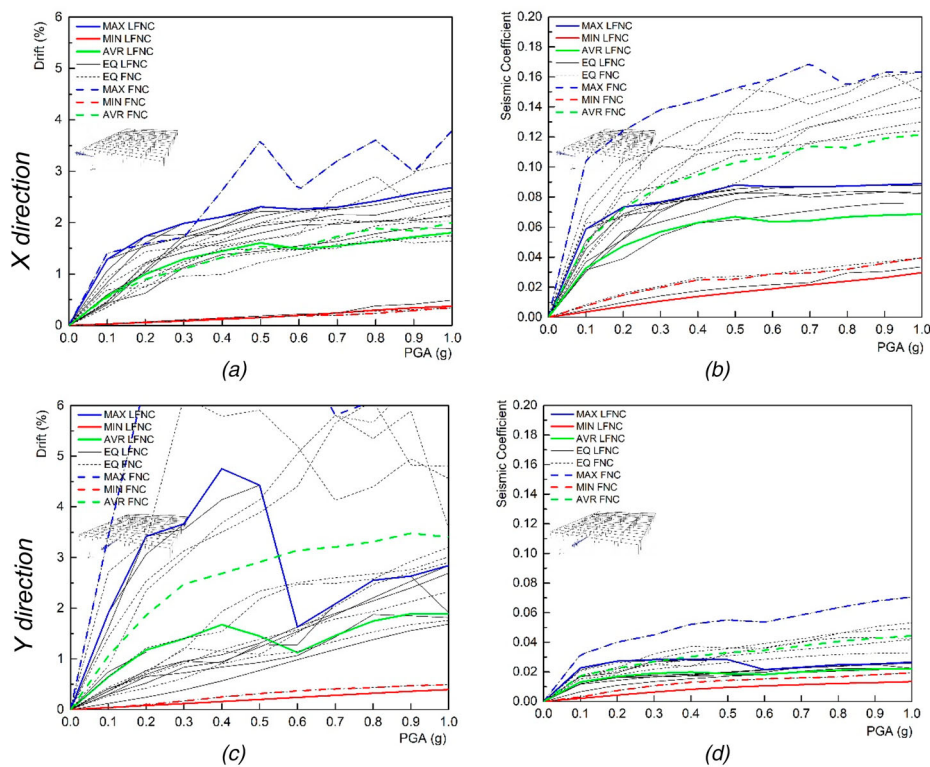 X direction
Drift (%)
6
5
4
3
2
1
0
MAX LFNC
MIN LFNC
AVR LFNC
EQ LFNC
EQ FNC
MAX FNC
MIN FNC
AVR FNC
0.0 0.1 0.2 0.3 0.4 0.5 0.6 0.7 0.8 0.9 1.0
PGA (g)
(a)
Seismic Coefficient
0.20
0.18
0.16
0.14
0.12
0.10
0.08
0.06
0.04
0.02
0.00
MAX LFNC
MIN LFNC
AVR LFNC
EQ LFNC
EQ FNC
MAX FNC
MIN FNC
AVR FNC
0.0 0.1 0.2 0.3 0.4 0.5 0.6 0.7 0.8 0.9 1.0
PGA (g)
(b)
Y direction
Drift (%)
6
5
4
3
2
1
0
MAX LFNC
MIN LFNC
AVR LFNC
EQ LFNC
EQ FNC
MAX FNC
MIN FNC
AVR FNC
0.0 0.1 0.2 0.3 0.4 0.5 0.6 0.7 0.8 0.9 1.0
PGA (g)
(c)
Seismic Coefficient
0.20
0.18
0.16
0.14
0.12
0.10
0.08
0.06
0.04
0.02
0.00
MAX LFNC
MIN LFNC
AVR LFNC
EQ LFNC
EQ FNC
MAX FNC
MIN FNC
AVR FNC
0.0 0.1 0.2 0.3 0.4 0.5 0.6 0.7 0.8 0.9 1.0
PGA (g)
(d)